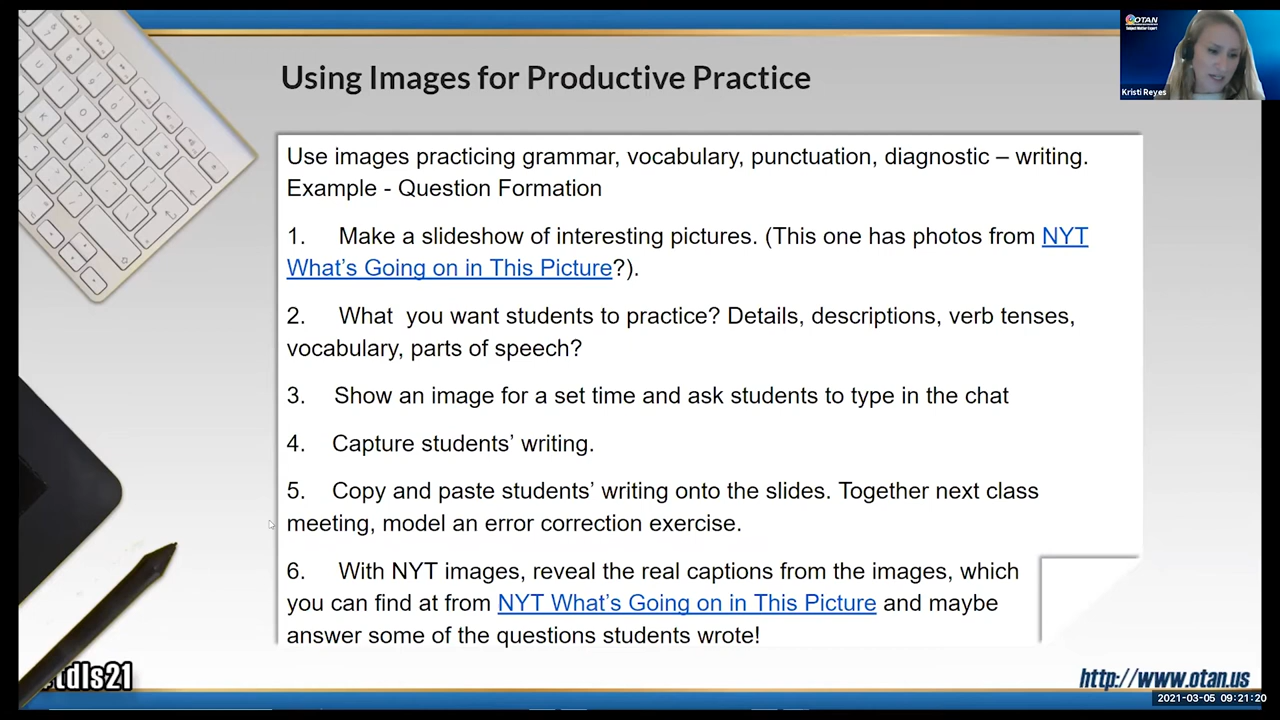 OTAN
Subject Matter Expert
Kristi Reyes
Using Images for Productive Practice
Use images practicing grammar, vocabulary, punctuation, diagnostic – writing.
Example - Question Formation
1. Make a slideshow of interesting pictures. (This one has photos from NYT
What's Going on in This Picture?).
2. What  you want students to practice? Details, descriptions, verb tenses,
vocabulary, parts of speech?
3. Show an image for a set time and ask students to type in the chat
4. Capture students' writing.
5. Copy and paste students' writing onto the slides. Together next class
meeting, model an error correction exercise.
6. With NYT images, reveal the real captions from the images, which
you can find at from NYT What's Going on in This Picture and maybe
answer some of the questions students wrote!
tdls21
http://www.otan.us
2021-03-05 09:21:20